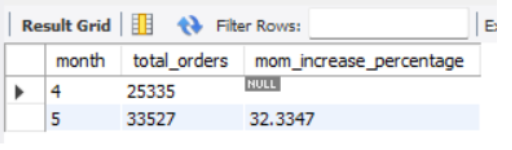 Result Grid Filter Rows:
month total_orders mom_increase_percentage
4 25335 NULL
5 33527 32.3347